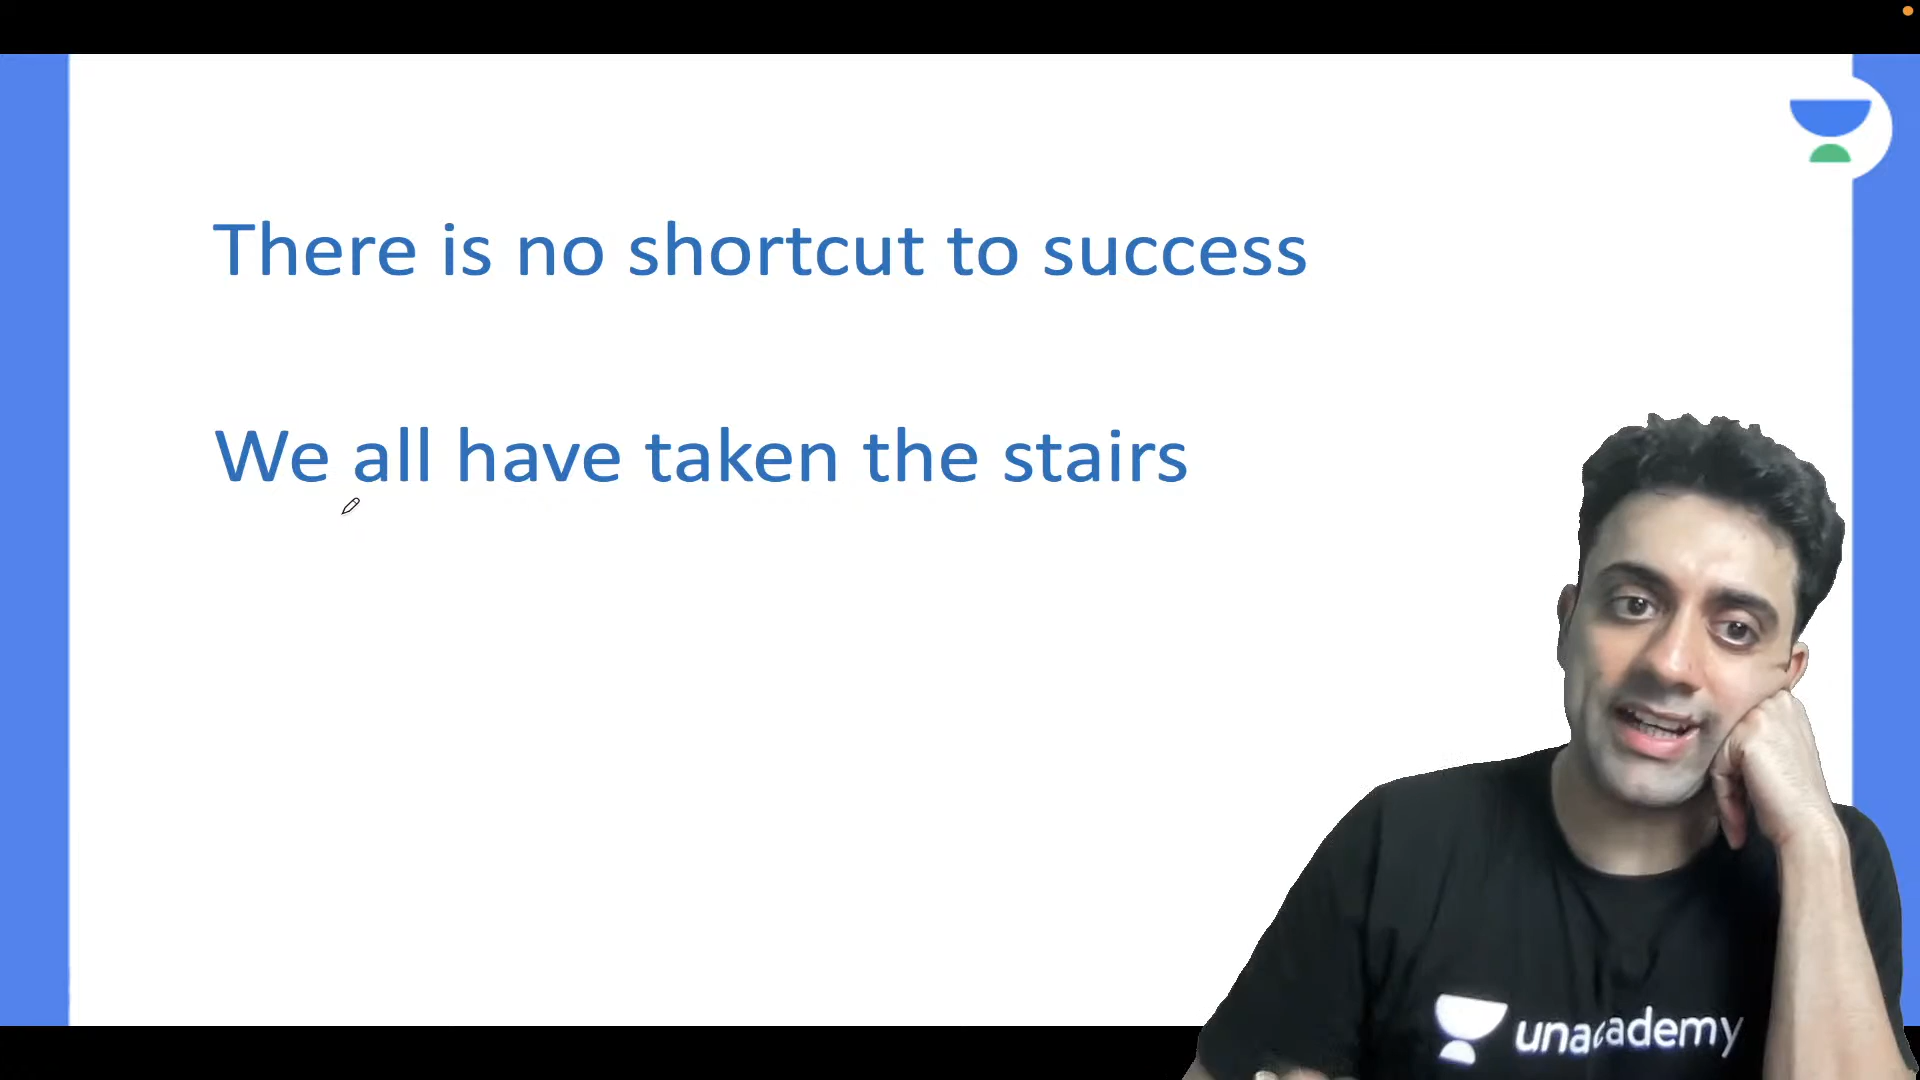 There is no shortcut to success
We all have taken the stairs
unacademy